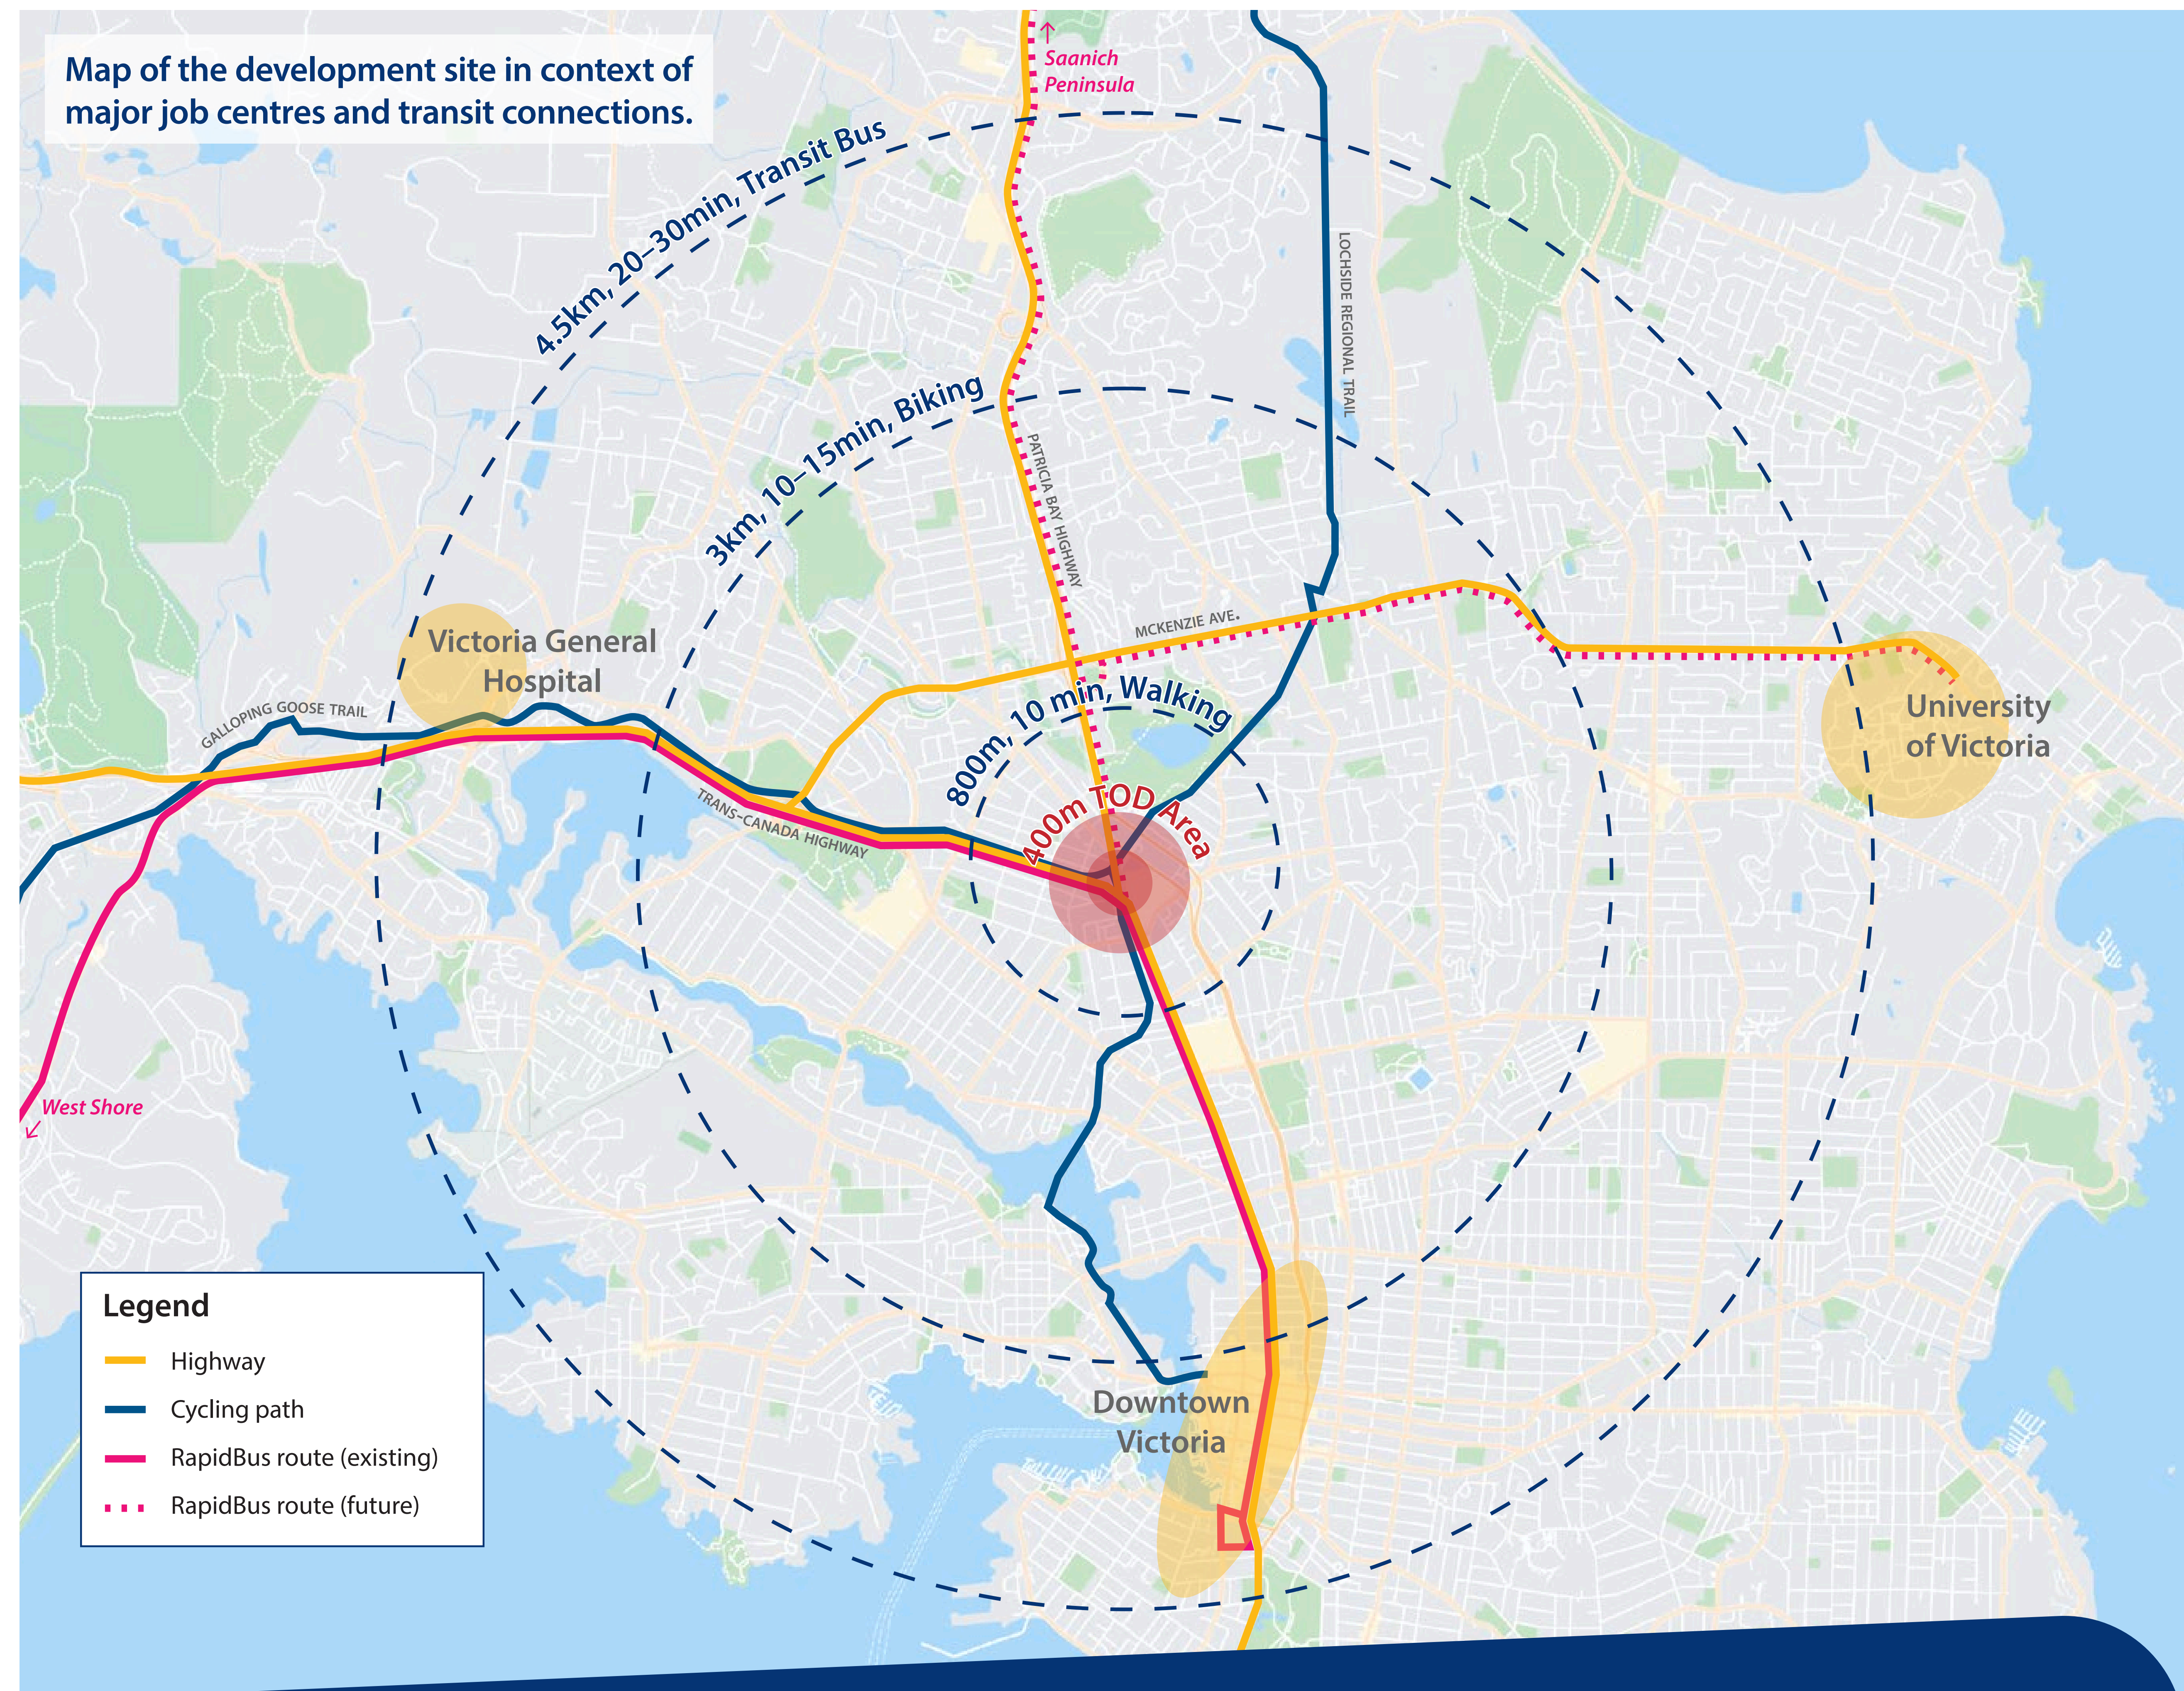 Map of the development site in context of
major job centres and transit connections.
↑
Saanich
Peninsula
4.5km, 20–30min, Transit Bus
LOCHSIDE REGIONAL TRAIL
3km, 10–15min, Biking
PATRICIA BAY HIGHWAY
MCKENZIE AVE.
Victoria General
Hospital
800m, 10 min, Walking
University
of Victoria
GALLOPING GOOSE TRAIL
400m TOD Area
TRANS-CANADA HIGHWAY
West Shore
↙
Downtown
Victoria
Legend
Highway
Cycling path
RapidBus route (existing)
RapidBus route (future)